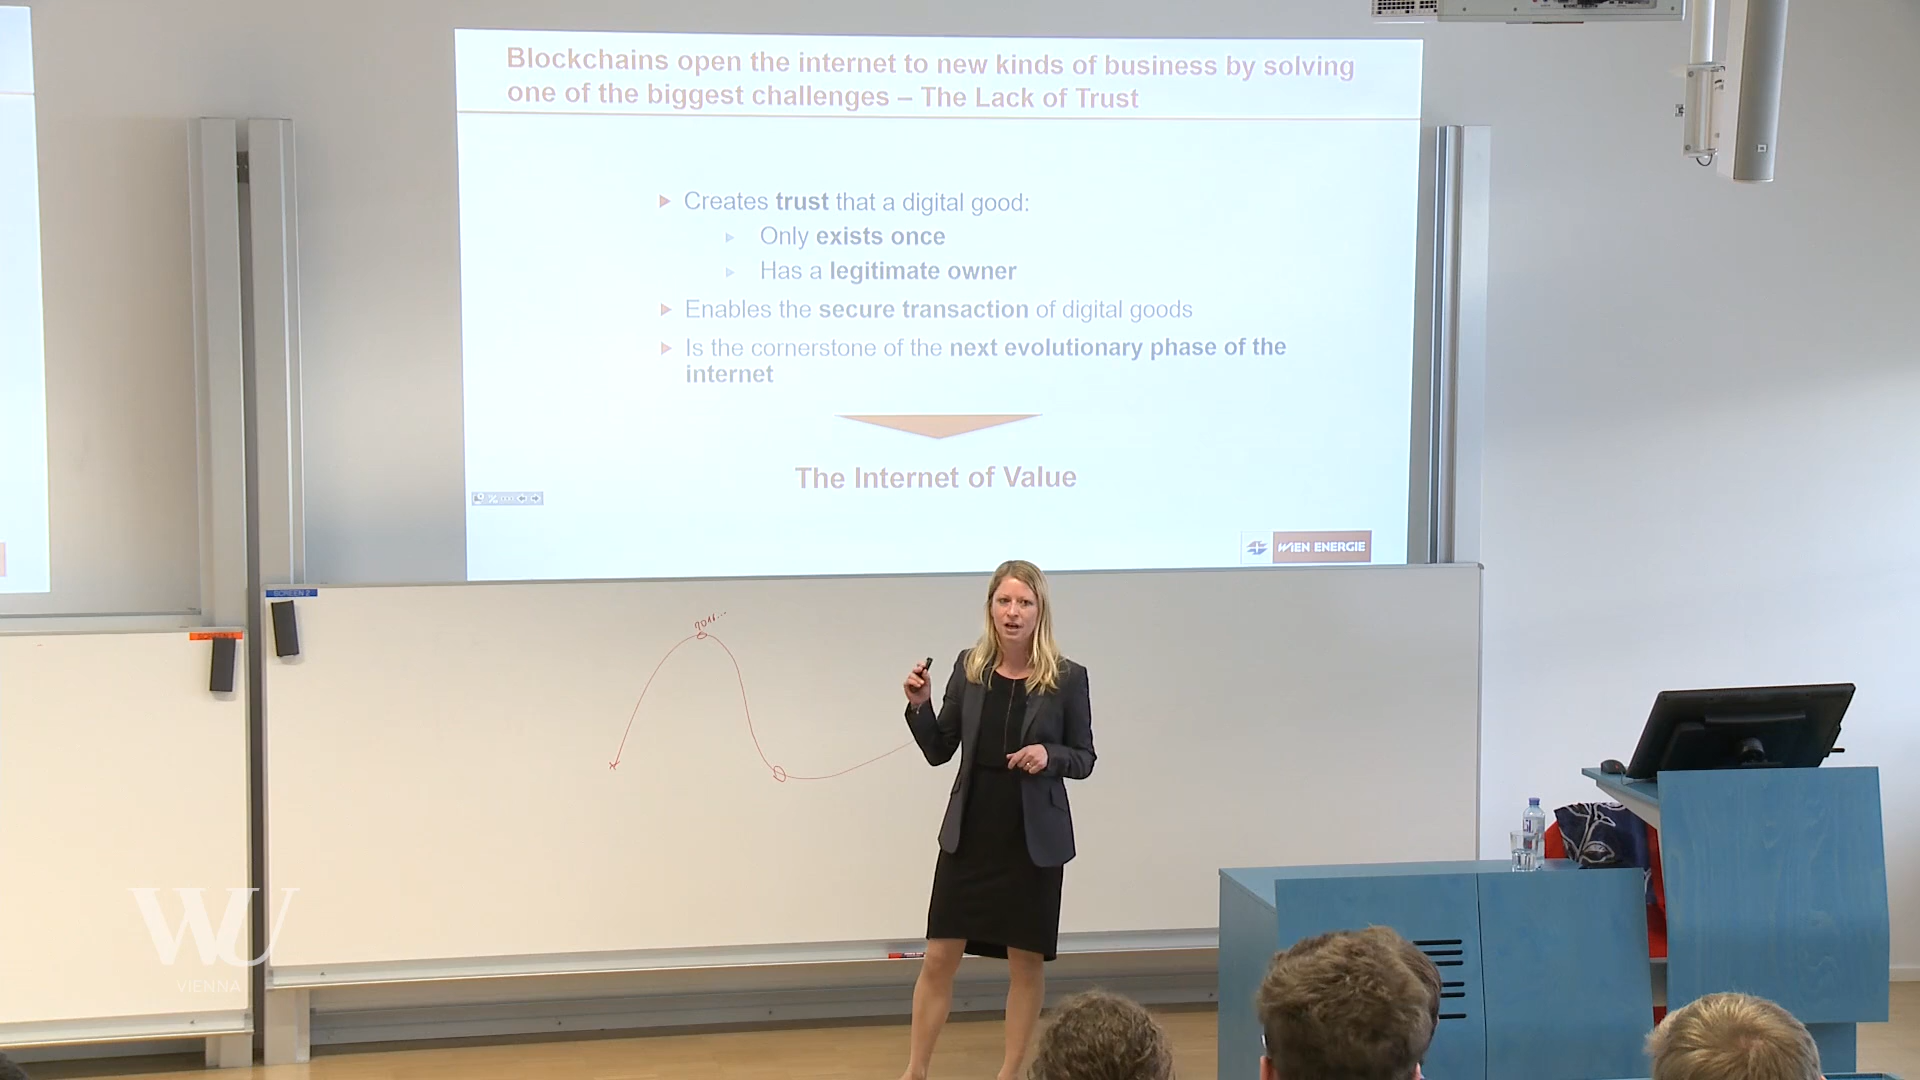 Blockchains open the internet to new kinds of business by solving
one of the biggest challenges – The Lack of Trust
Creates trust that a digital good:
Only exists once
Has a legitimate owner
Enables the secure transaction of digital goods
Is the cornerstone of the next evolutionary phase of the
internet
The Internet of Value
WIEN ENERGIE
SCREEN 2
WU
VIENNA